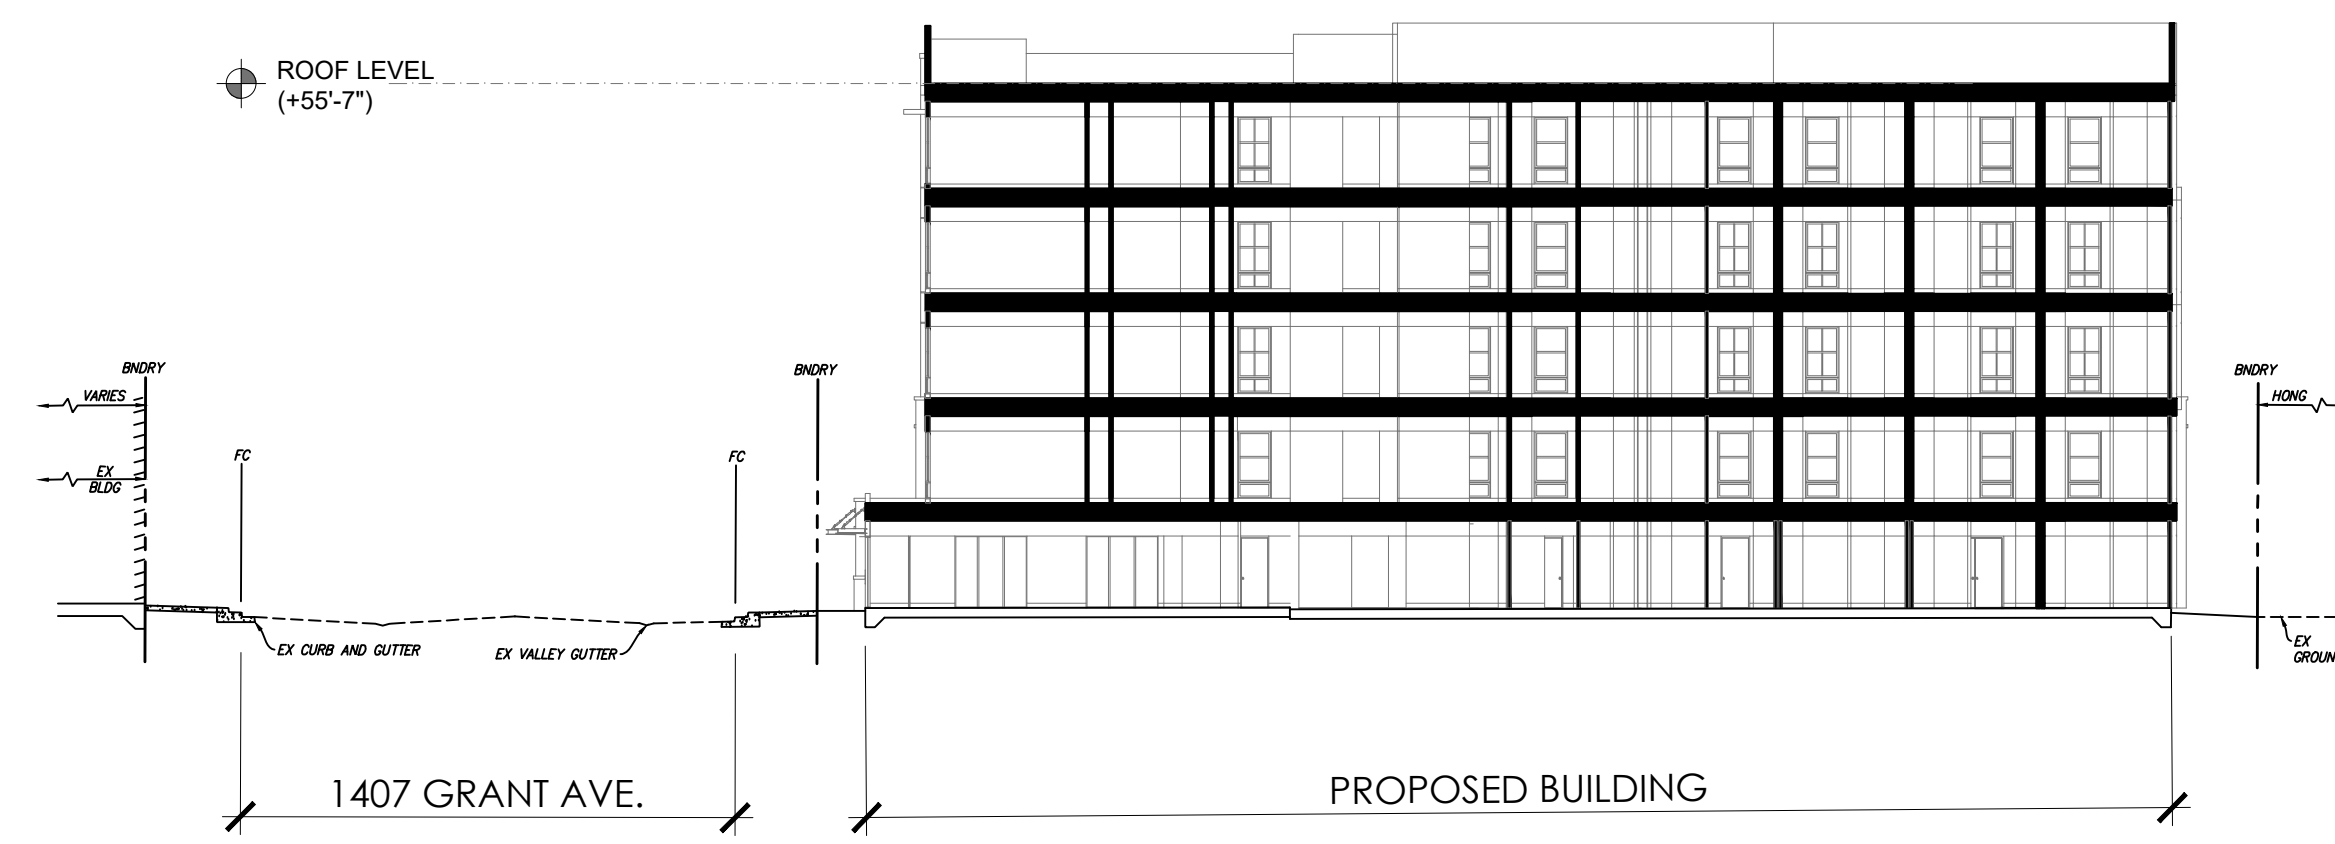 ROOF LEVEL
(+55'-7")
BNDRY
VARIES
EX
BLDG
FC
FC
BNDRY
BNDRY
HONG
EX CURB AND GUTTER
EX VALLEY GUTTER
EX
GROUN
1407 GRANT AVE.
PROPOSED BUILDING